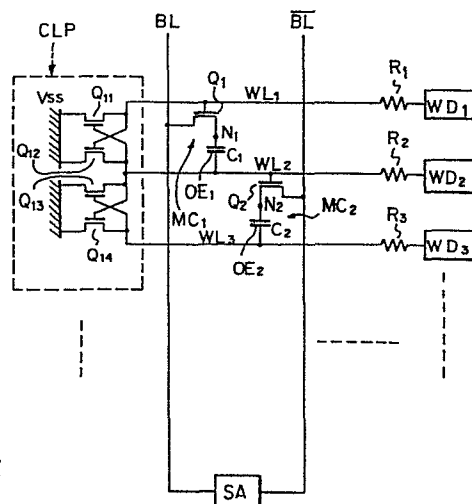 BL
B̅L̅
CLP
Q₁₁
Vss
Q₁
WL₁
R₁
WD₁
N₁
C₁
Q₁₂
Q₁₃
WL₂
R₂
WD₂
OE₁
MC₁
Q₂
N₂
MC₂
C₂
WL₃
R₃
WD₃
Q₁₄
OE₂
SA